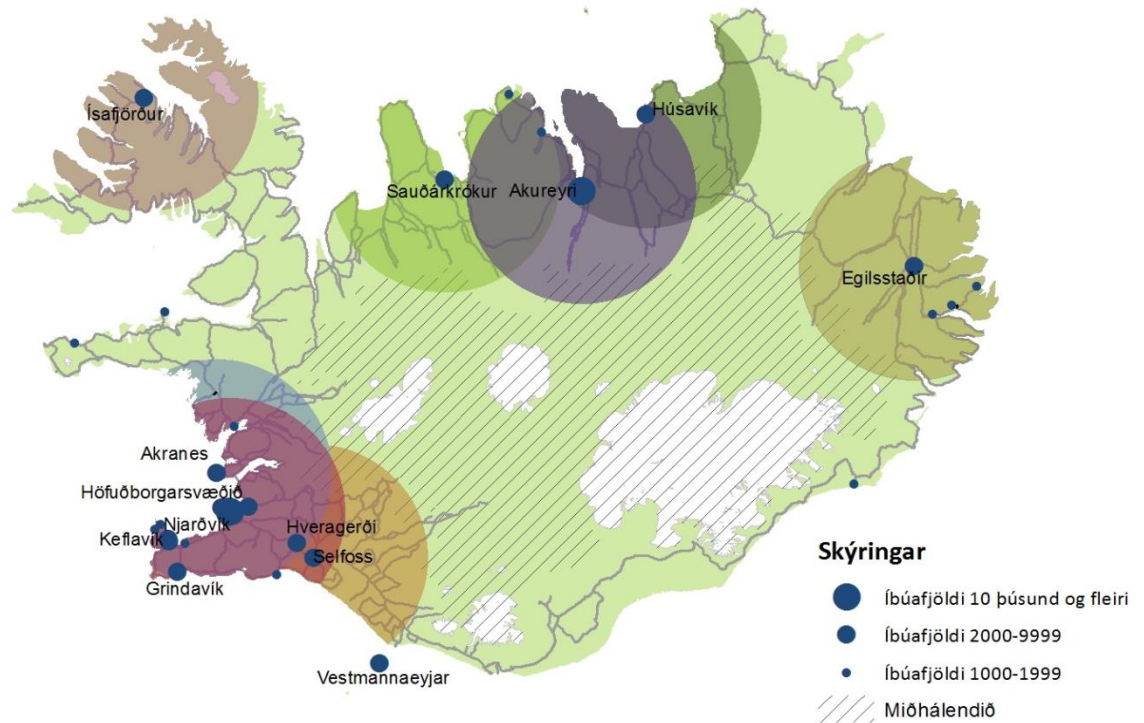 Ísafjörður
Húsavík
Sauðárkrókur
Akureyri
Egilsstaðir
Akranes
Höfuðborgarsvæðið
Njarðvík
Hveragerði
Keflavík
Selfoss
Grindavík
Vestmannaeyjar
Skýringar
Íbúafjöldi 10 þúsund og fleiri
Íbúafjöldi 2000-9999
Íbúafjöldi 1000-1999
Miðhálendið